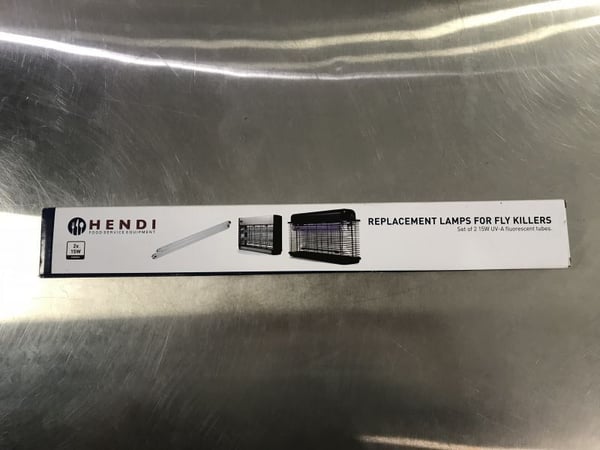 HENDI
FOOD SERVICE EQUIPMENT
2x
15W
REPLACEMENT LAMPS FOR FLY KILLERS
Set of 2 15W UV-A fluorescent tubes.